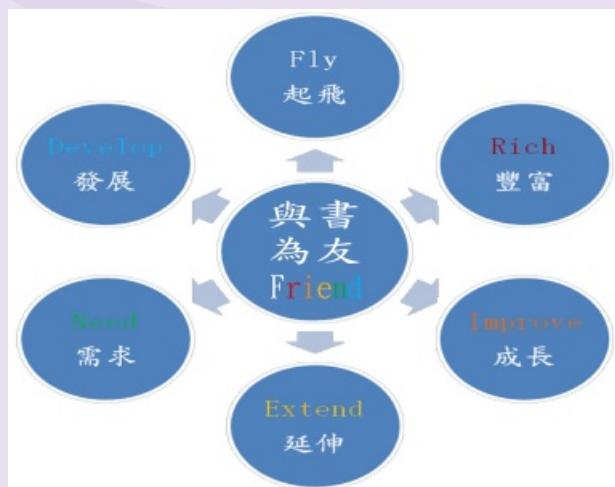 Fly
起飛
Rich
豐富
Improve
成長
Extend
延伸
Need
需求
Develop
發展
與書
為友
Friend